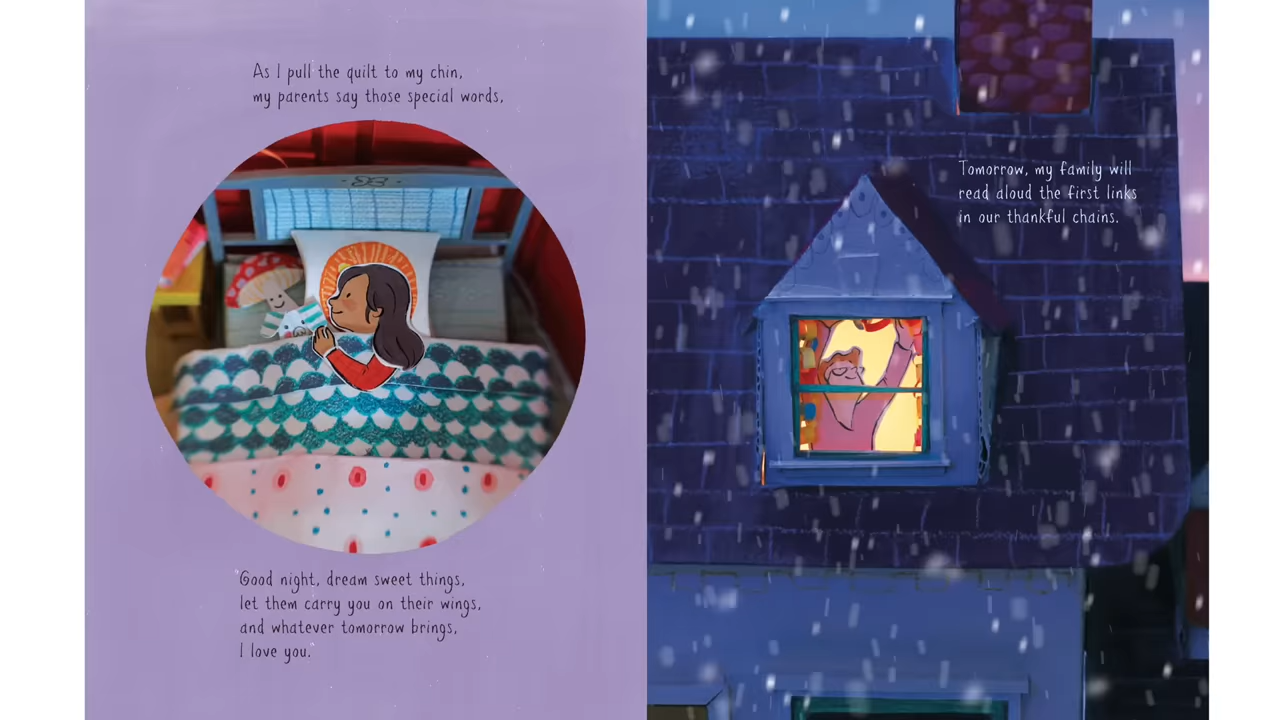 As I pull the quilt to my chin,
my parents say those special words,
"Good night, dream sweet things,
let them carry you on their wings,
and whatever tomorrow brings,
I love you."
Tomorrow, my family will
read aloud the first links
in our thankful chains.